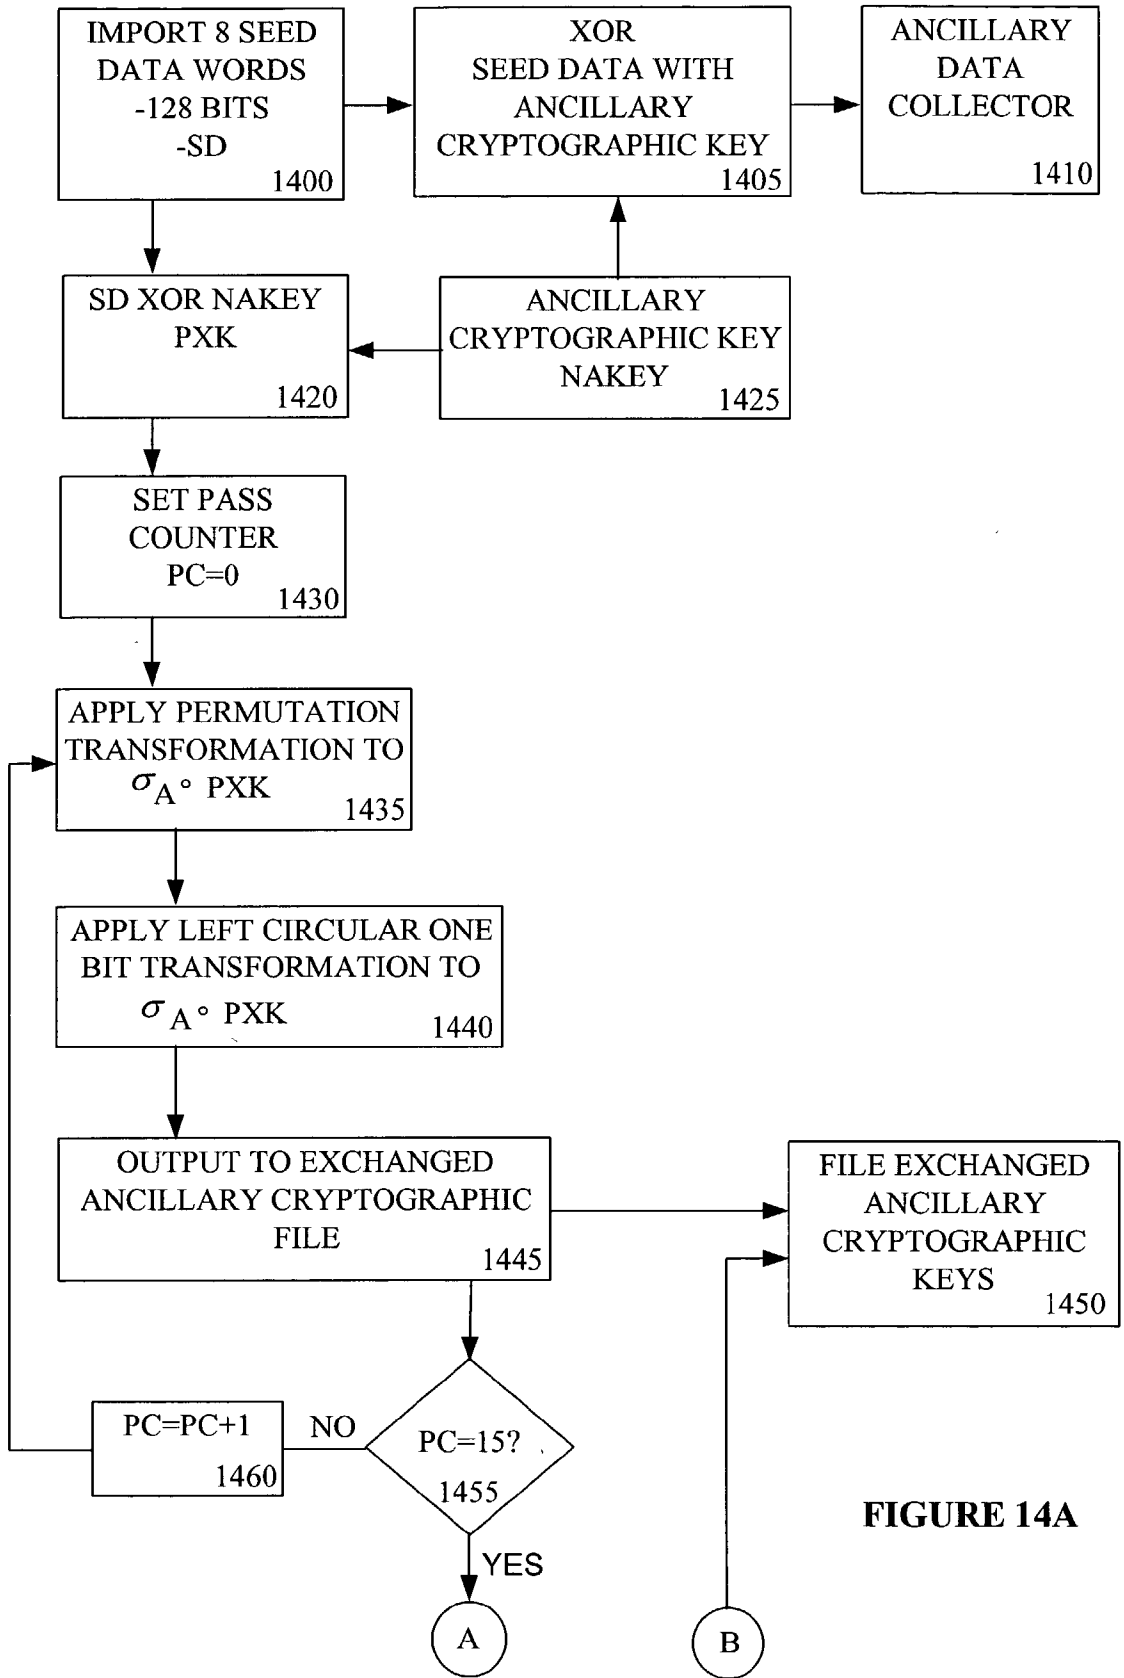 IMPORT 8 SEED
DATA WORDS
-128 BITS
-SD
1400
XOR
SEED DATA WITH
ANCILLARY
CRYPTOGRAPHIC KEY
1405
ANCILLARY
DATA
COLLECTOR
1410
SD XOR NAKEY
PXK
1420
ANCILLARY
CRYPTOGRAPHIC KEY
NAKEY
1425
SET PASS
COUNTER
PC=0
1430
APPLY PERMUTATION
TRANSFORMATION TO
σA° PXK
1435
APPLY LEFT CIRCULAR ONE
BIT TRANSFORMATION TO
σA° PXK
1440
OUTPUT TO EXCHANGED
ANCILLARY CRYPTOGRAPHIC
FILE
1445
FILE EXCHANGED
ANCILLARY
CRYPTOGRAPHIC
KEYS
1450
PC=PC+1
1460
NO
PC=15?
1455
YES
A
B
FIGURE 14A